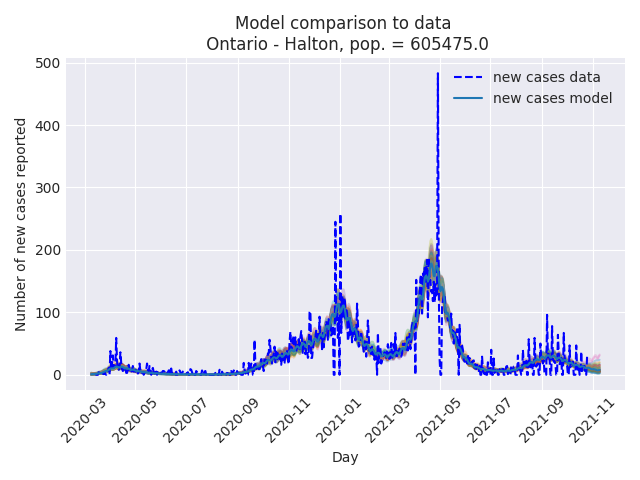 Model comparison to data
Ontario - Halton, pop. = 605475.0
500
400
300
200
100
0
Number of new cases reported
new cases data
new cases model
2020-03
2020-05
2020-07
2020-09
2020-11
2021-01
2021-03
2021-05
2021-07
2021-09
2021-11
Day